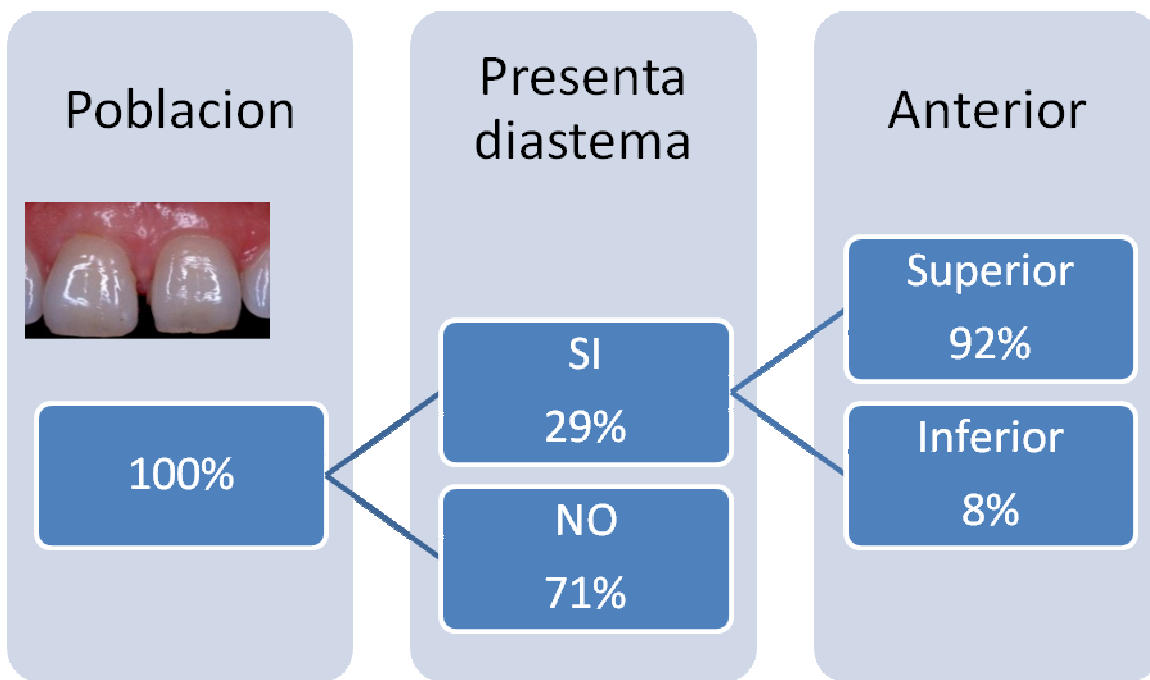 Poblacion
100%
Presenta
diastema
SI
29%
NO
71%
Anterior
Superior
92%
Inferior
8%